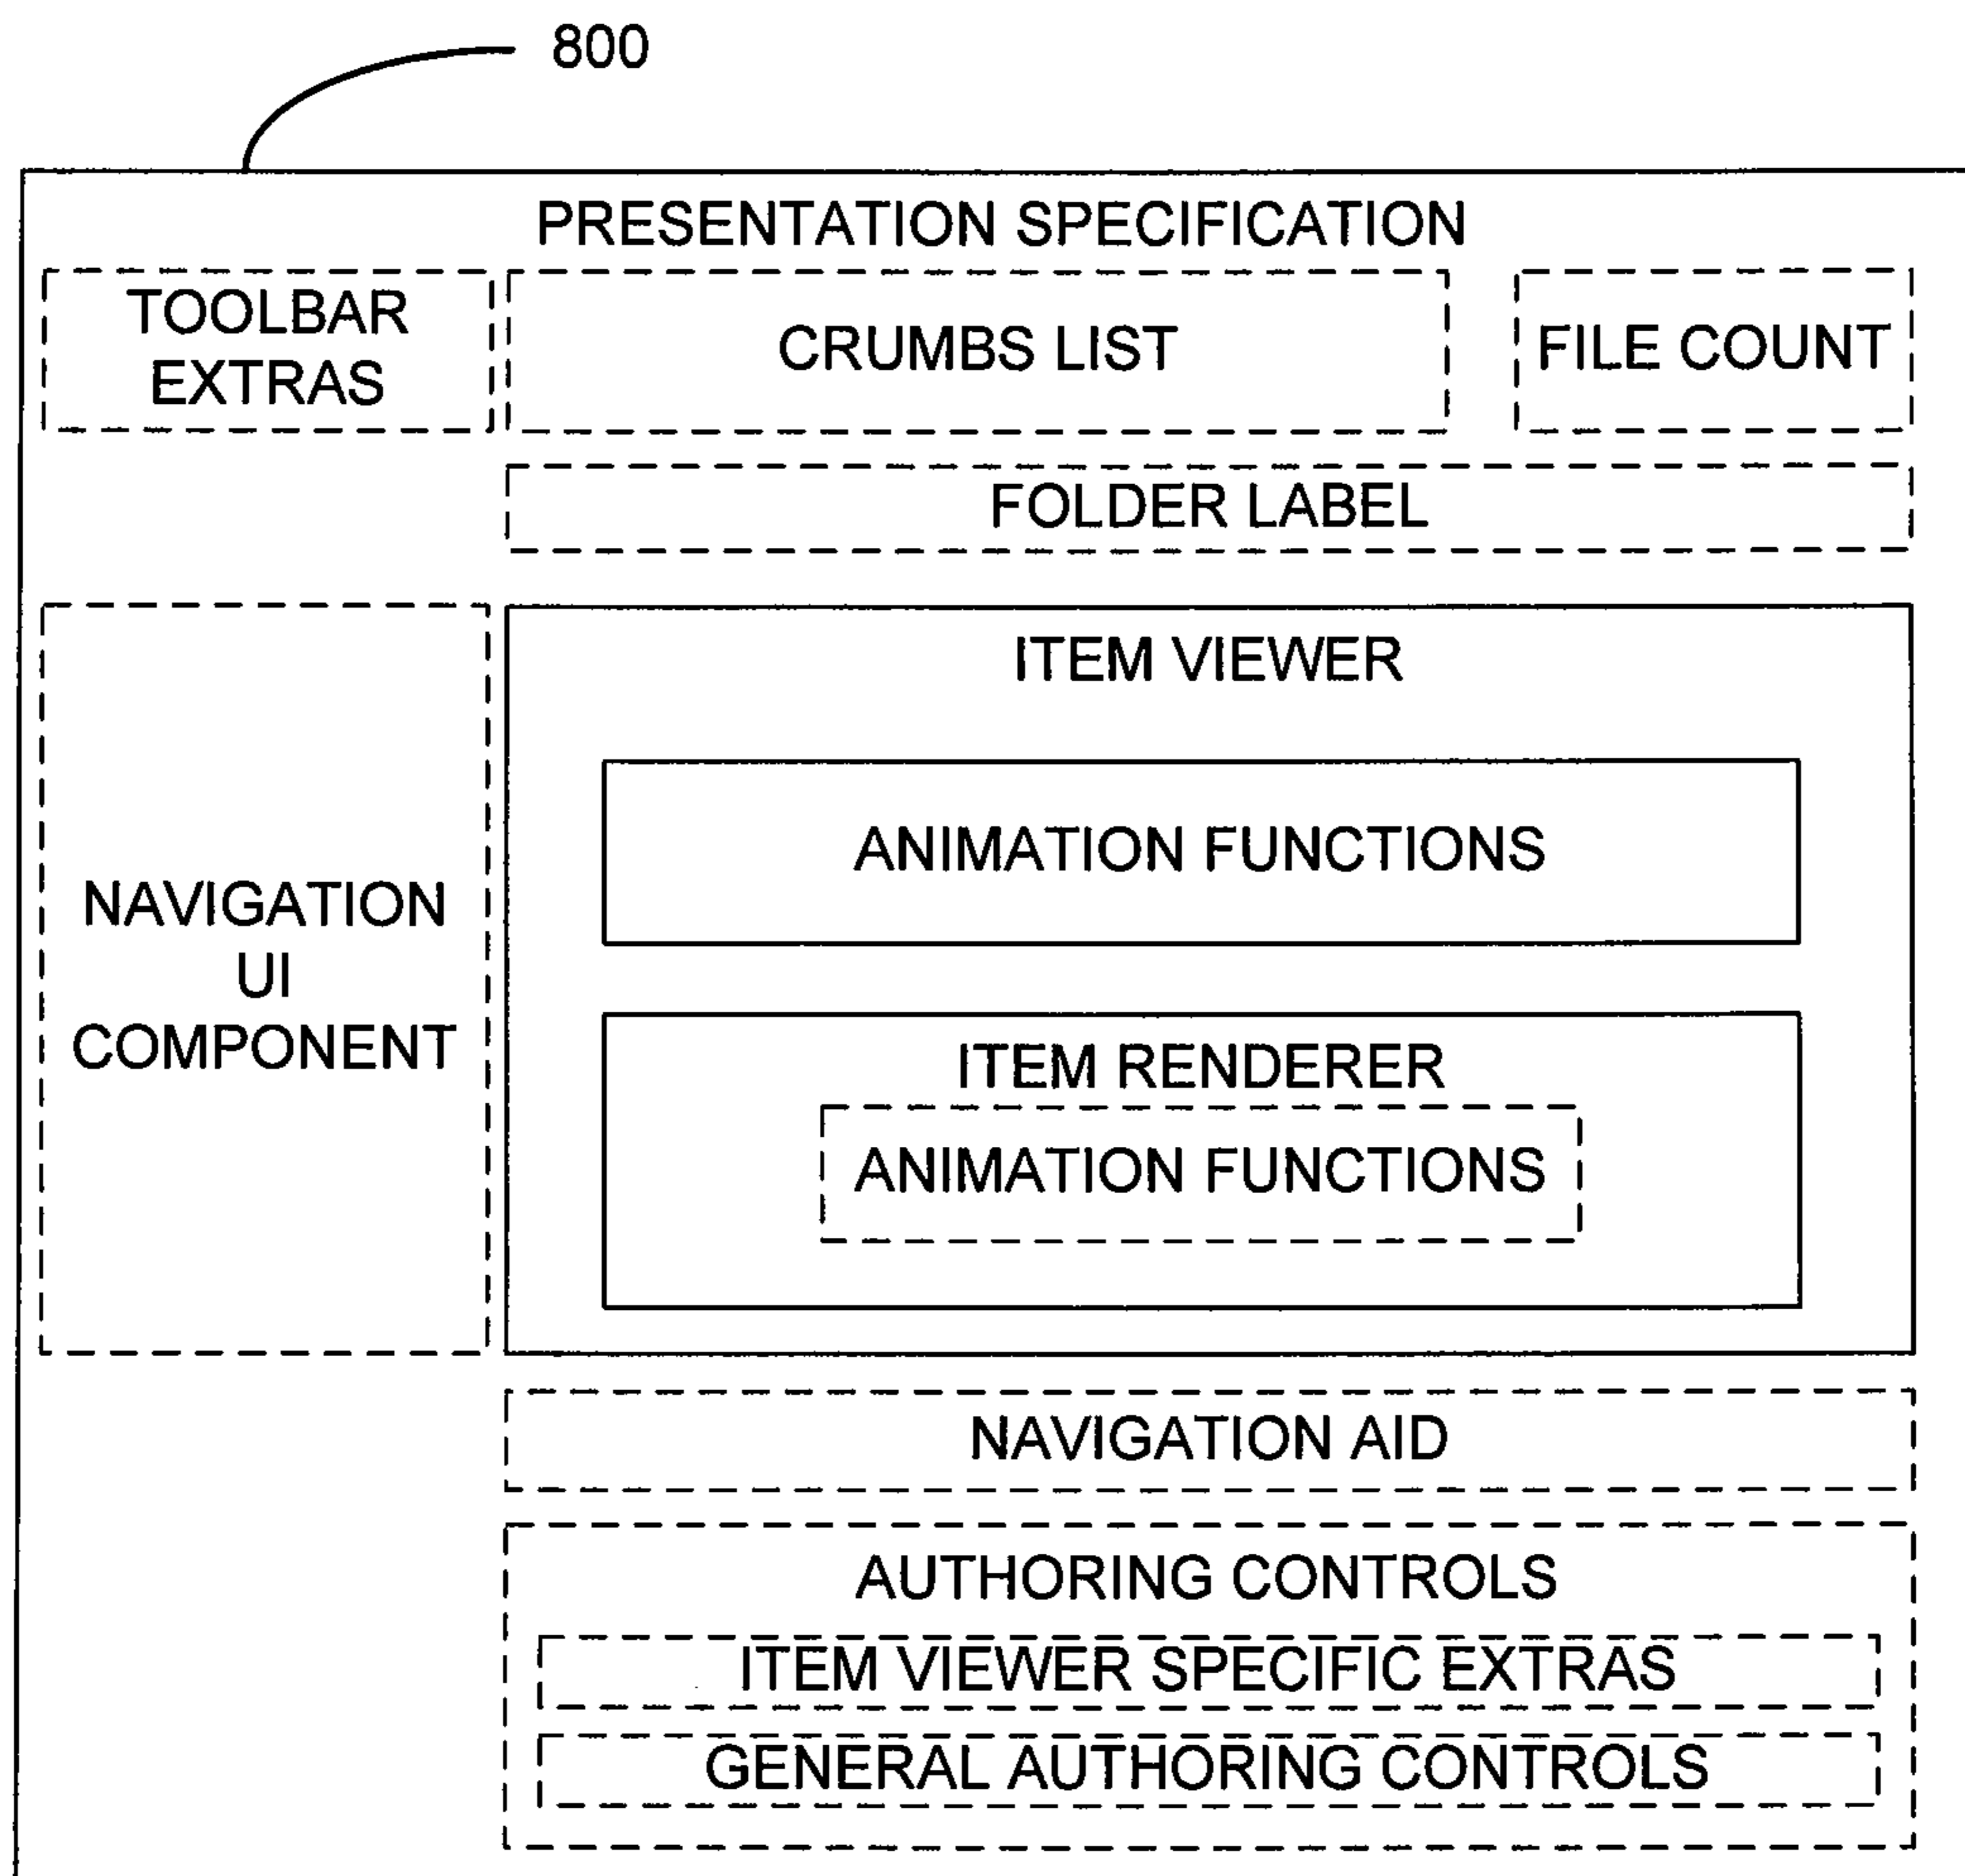 800
PRESENTATION SPECIFICATION
TOOLBAR
EXTRAS
CRUMBS LIST
FILE COUNT
FOLDER LABEL
NAVIGATION
UI
COMPONENT
ITEM VIEWER
ANIMATION FUNCTIONS
ITEM RENDERER
ANIMATION FUNCTIONS
NAVIGATION AID
AUTHORING CONTROLS
ITEM VIEWER SPECIFIC EXTRAS
GENERAL AUTHORING CONTROLS